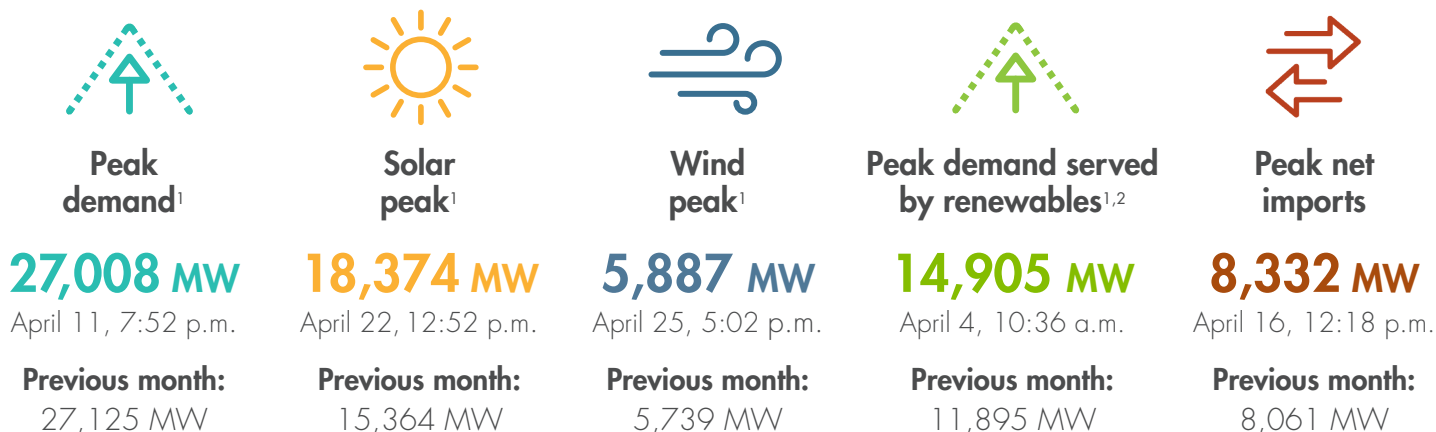 Peak
demand¹
27,008 MW
April 11, 7:52 p.m.
Previous month:
27,125 MW
Solar
peak¹
18,374 MW
April 22, 12:52 p.m.
Previous month:
15,364 MW
Wind
peak¹
5,887 MW
April 25, 5:02 p.m.
Previous month:
5,739 MW
Peak demand served
by renewables¹,²
14,905 MW
April 4, 10:36 a.m.
Previous month:
11,895 MW
Peak net
imports
8,332 MW
April 16, 12:18 p.m.
Previous month:
8,061 MW